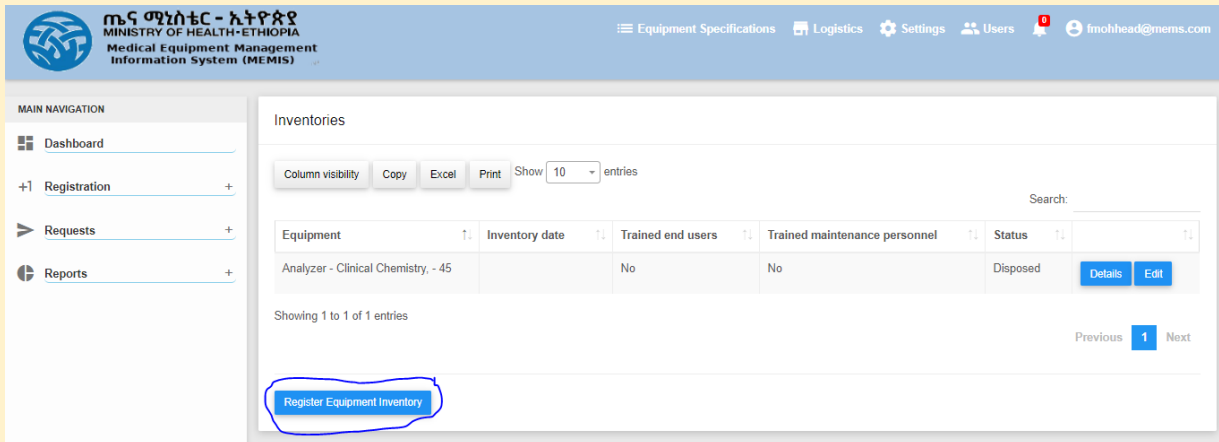 ጤና ሚኒስቴር - ኢትዮጵያ
MINISTRY OF HEALTH-ETHIOPIA
Medical Equipment Management
Information System (MEMIS)
Equipment Specifications Logistics Settings Users 0 fmohhead@mems.com
MAIN NAVIGATION
Dashboard
+1 Registration +
Requests +
Reports +
Inventories
Column visibility Copy Excel Print Show 10 entries
Search:
Equipment Inventory date Trained end users Trained maintenance personnel Status
Analyzer - Clinical Chemistry, - 45 No No Disposed Details Edit
Showing 1 to 1 of 1 entries
Previous 1 Next
Register Equipment Inventory